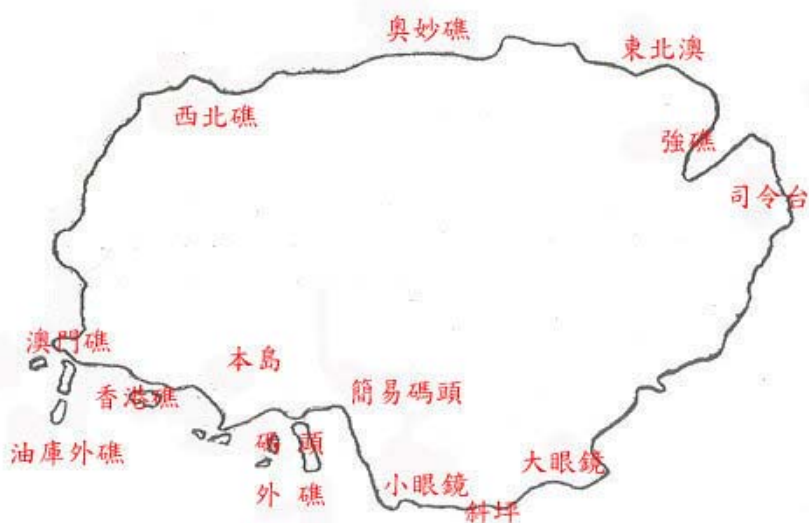 奧妙礁
東北澳
西北礁
強礁
司令台
澳門礁
本島
香港礁
簡易碼頭
油庫外礁
碼頭
外礁
小眼鏡
大眼鏡
斜坪